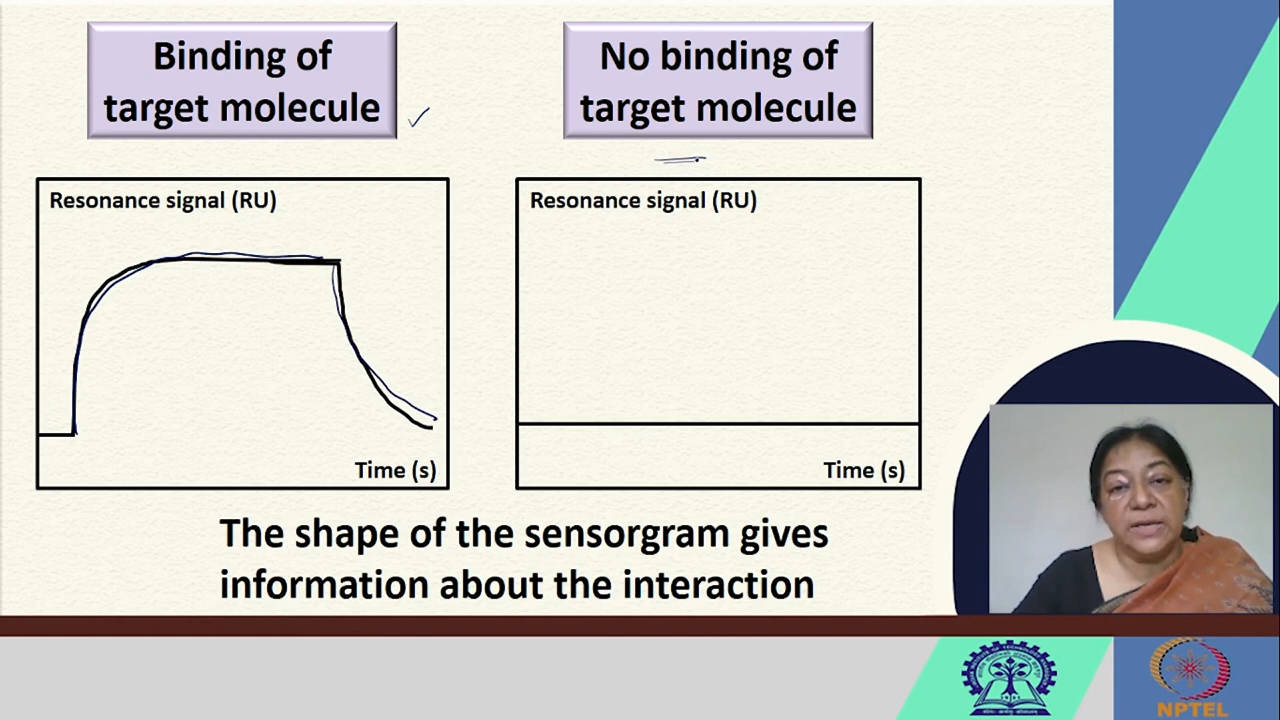 Binding of
target molecule
No binding of
target molecule
Resonance signal (RU)
Time (s)
Resonance signal (RU)
Time (s)
The shape of the sensorgram gives
information about the interaction
NPTEL